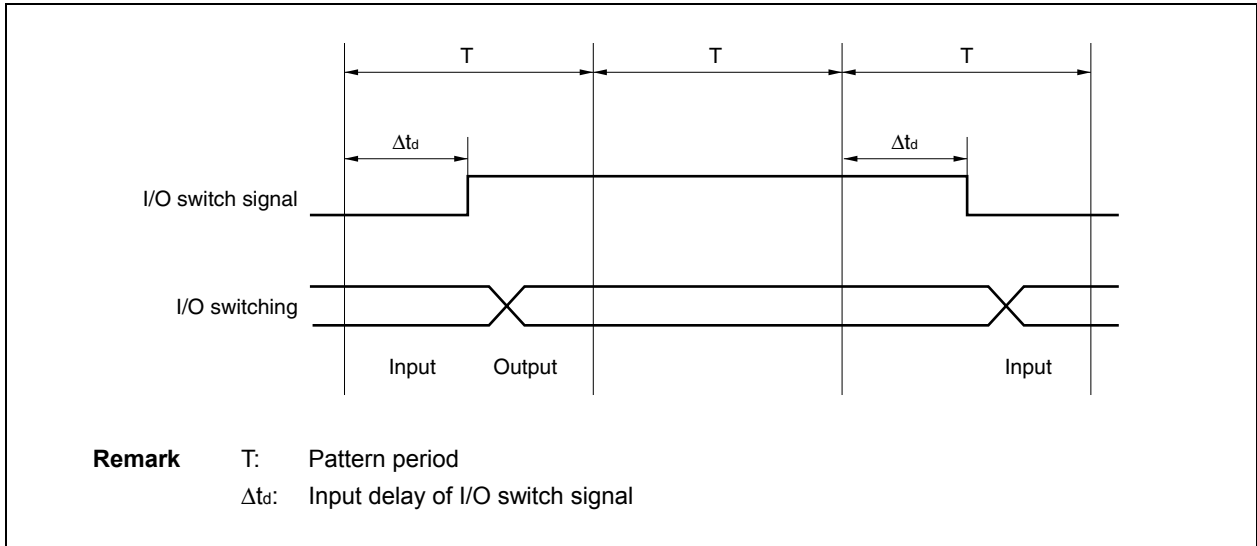 T T T
Δtd Δtd
I/O switch signal
I/O switching
Input Output Input
Remark T: Pattern period
Δtd: Input delay of I/O switch signal